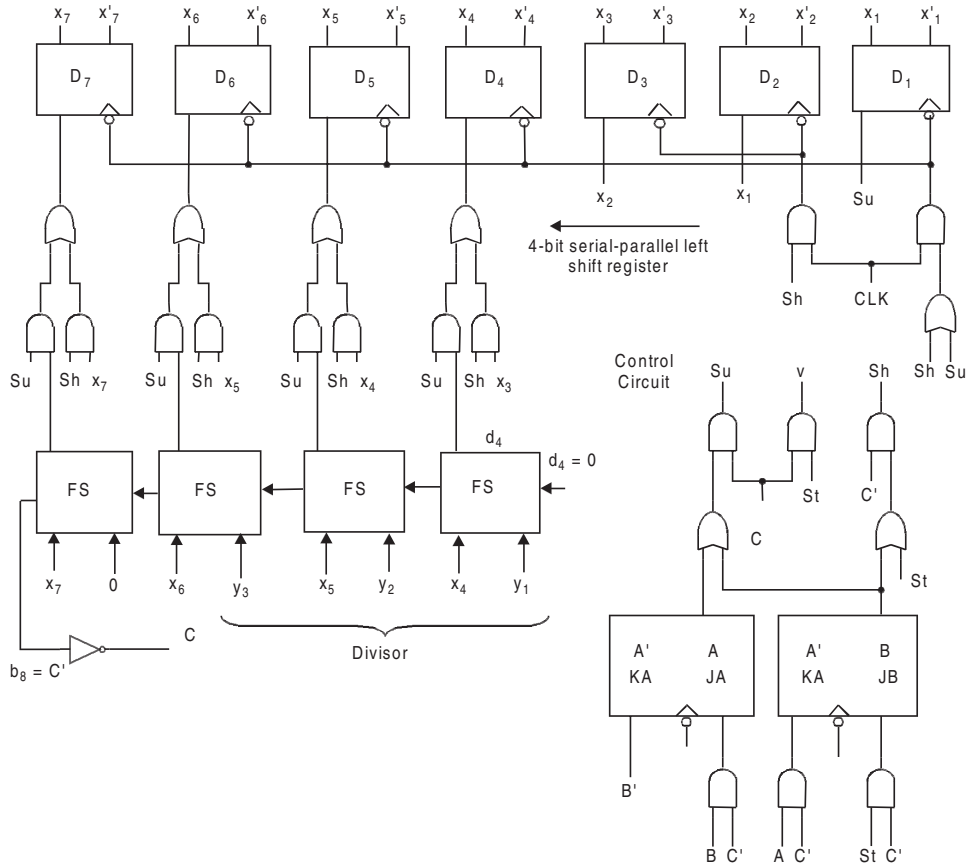 x7 x'7 x6 x'6 x5 x'5 x4 x'4 x3 x'3 x2 x'2 x1 x'1
D7 D6 D5 D4 D3 D2 D1
x2 x1 Su
4-bit serial-parallel left
shift register
Sh CLK
Sh Su
Su Sh x7 Su Sh x5 Su Sh x4 Su Sh x3
Control
Circuit
Su v Sh
d4
d4 = 0
FS FS FS FS
St C'
C
St
x7 0 x6 y3 x5 y2 x4 y1
Divisor
C
b8 = C'
A' A
KA JA
A' B
KA JB
B'
B C' A C' St C'